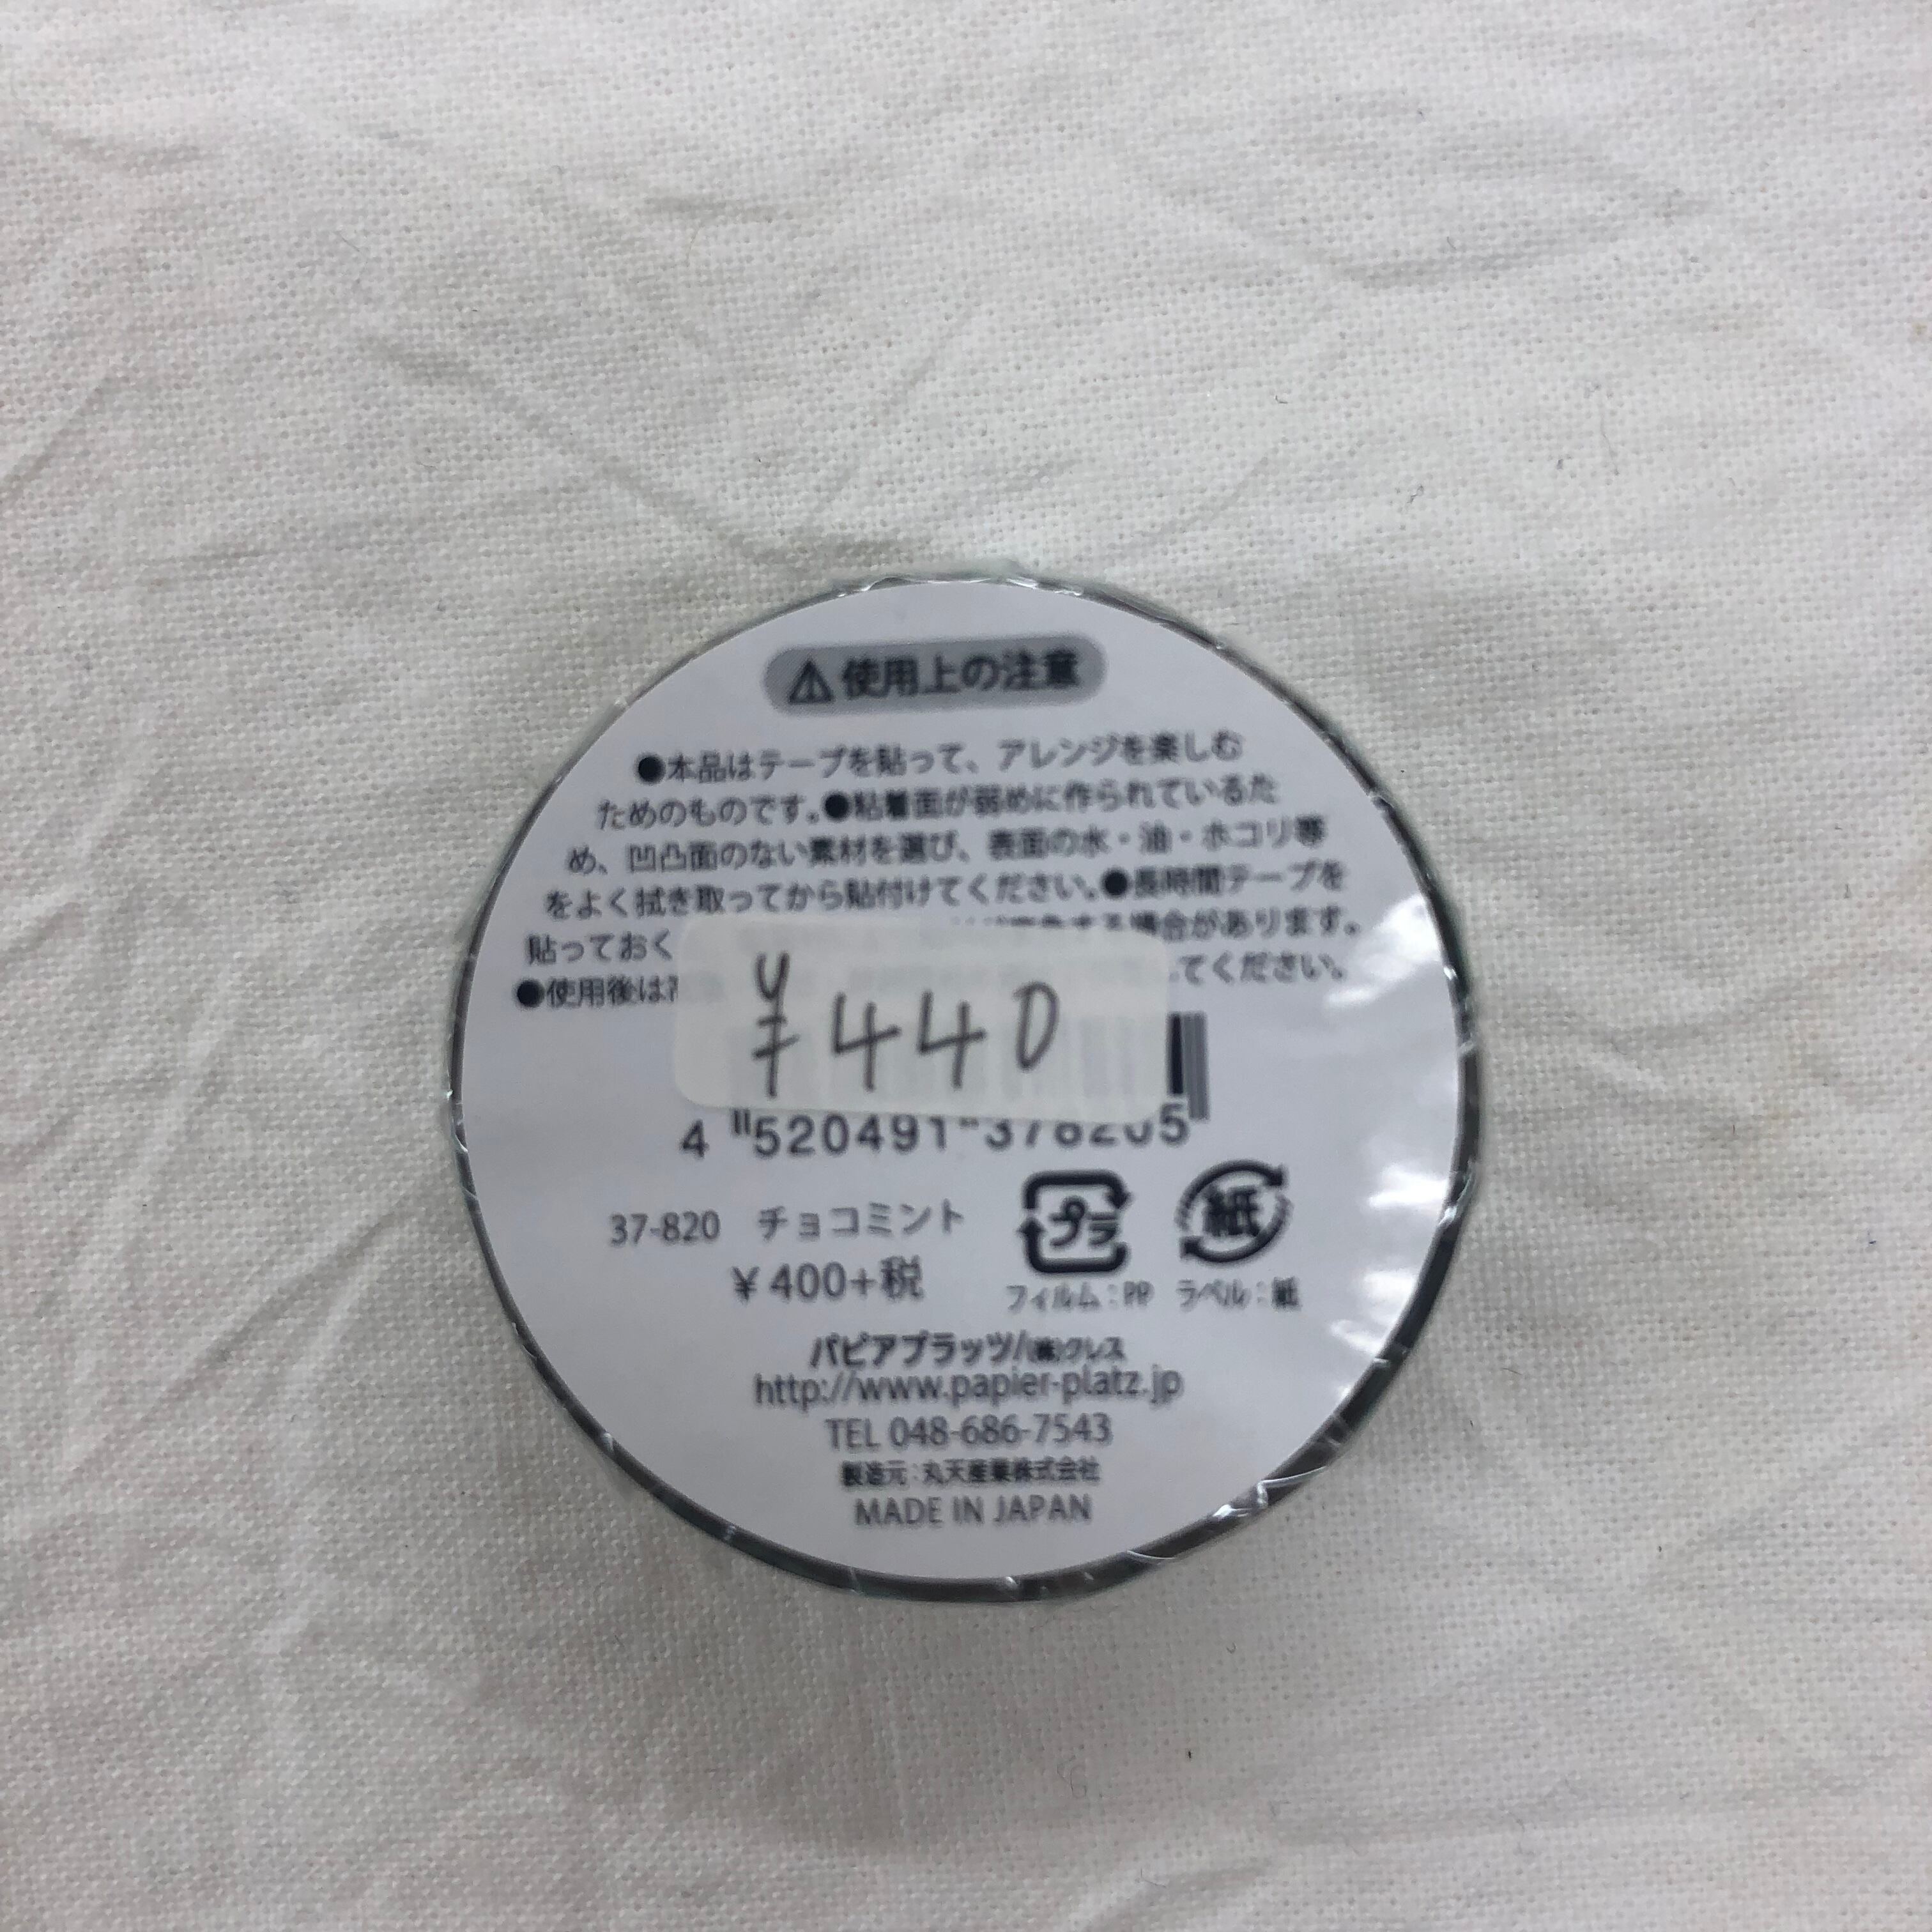 ⚠使用上の注意
●本品はテープを貼って、アレンジを楽しむ
ためのものです。●粘着面が弱めに作られているた
め、凹凸面のない素材を選び、表面の水・油・ホコリ等
をよく拭き取ってから貼付けてください。●長時間テープを
貼っておく する場合があります。
●使用後は してください。
¥440
4 520491 378205
37-820 チョコミント
¥400+税
プラ
紙
フィルム:PP ラベル:紙
パピアプラッツ/(株)クレス
http://www.papier-platz.jp
TEL 048-686-7543
製造元:丸天産業株式会社
MADE IN JAPAN